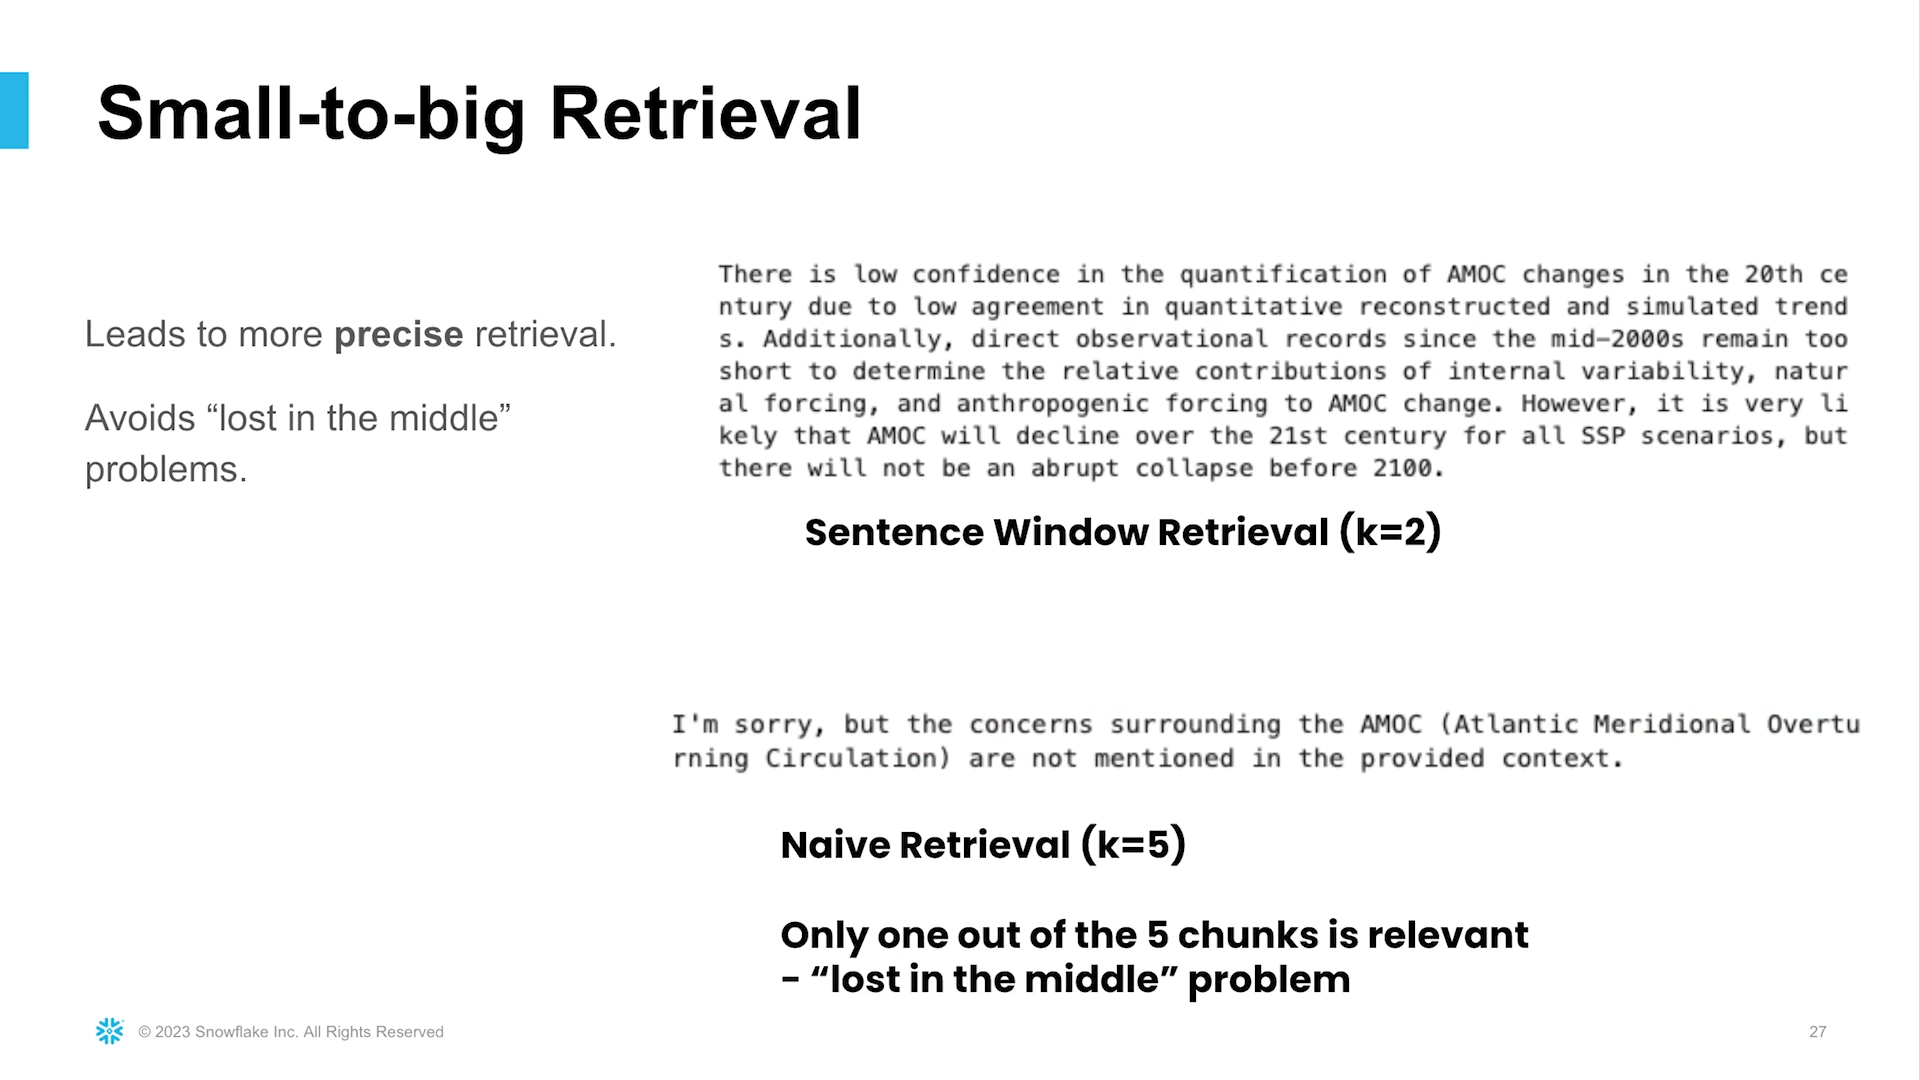 Small-to-big Retrieval
Leads to more precise retrieval.
Avoids “lost in the middle”
problems.
There is low confidence in the quantification of AMOC changes in the 20th ce
ntury due to low agreement in quantitative reconstructed and simulated trend
s. Additionally, direct observational records since the mid–2000s remain too
short to determine the relative contributions of internal variability, natur
al forcing, and anthropogenic forcing to AMOC change. However, it is very li
kely that AMOC will decline over the 21st century for all SSP scenarios, but
there will not be an abrupt collapse before 2100.
Sentence Window Retrieval (k=2)
I'm sorry, but the concerns surrounding the AMOC (Atlantic Meridional Overtu
rning Circulation) are not mentioned in the provided context.
Naive Retrieval (k=5)
Only one out of the 5 chunks is relevant
- “lost in the middle” problem
© 2023 Snowflake Inc. All Rights Reserved
27